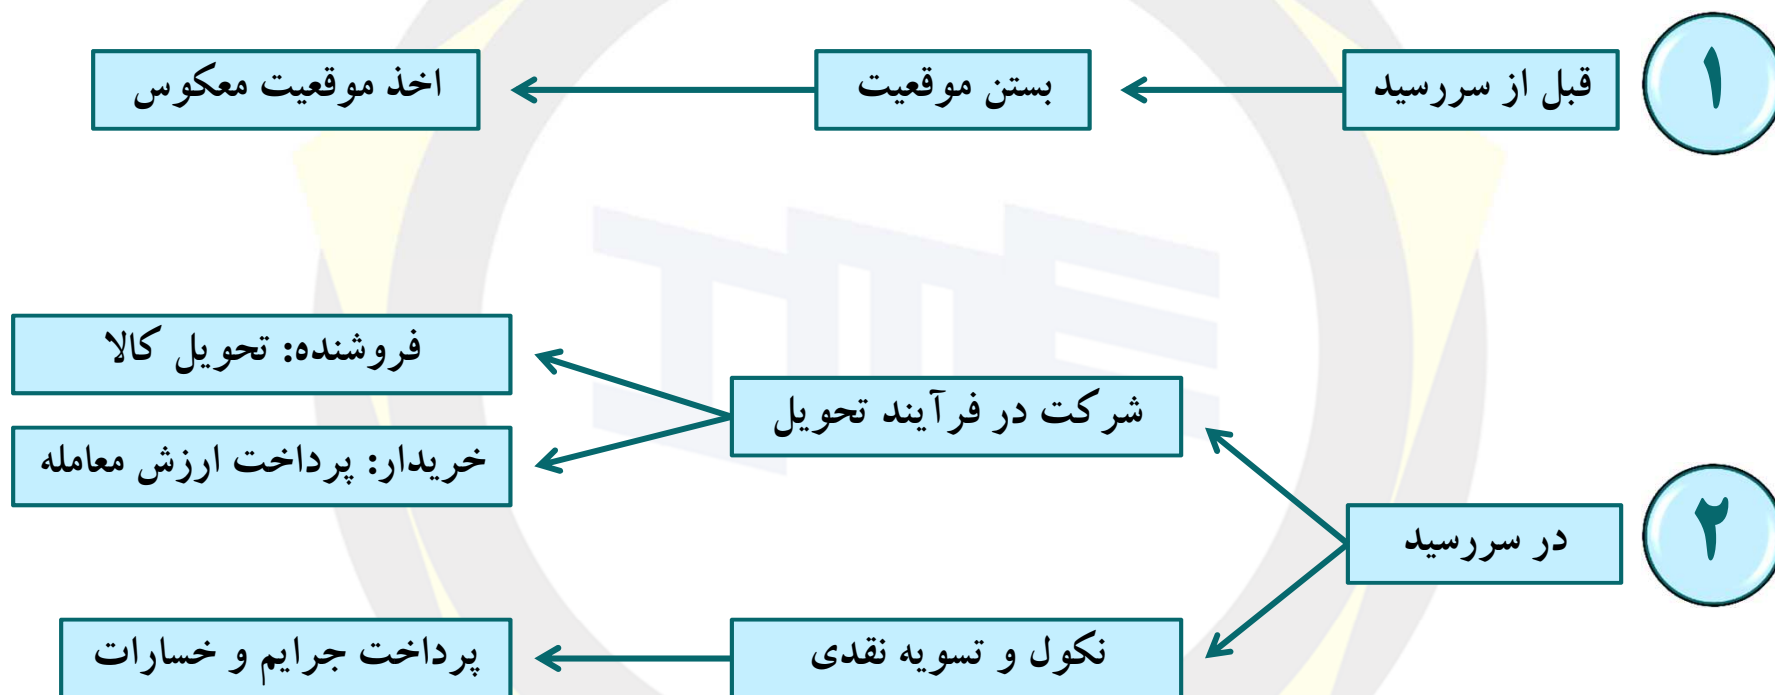 ۱
قبل از سررسید
بستن موقعیت
اخذ موقعیت معکوس
۲
در سررسید
شرکت در فرآیند تحویل
فروشنده: تحویل کالا
خریدار: پرداخت ارزش معامله
نکول و تسویه نقدی
پرداخت جرایم و خسارات
IME